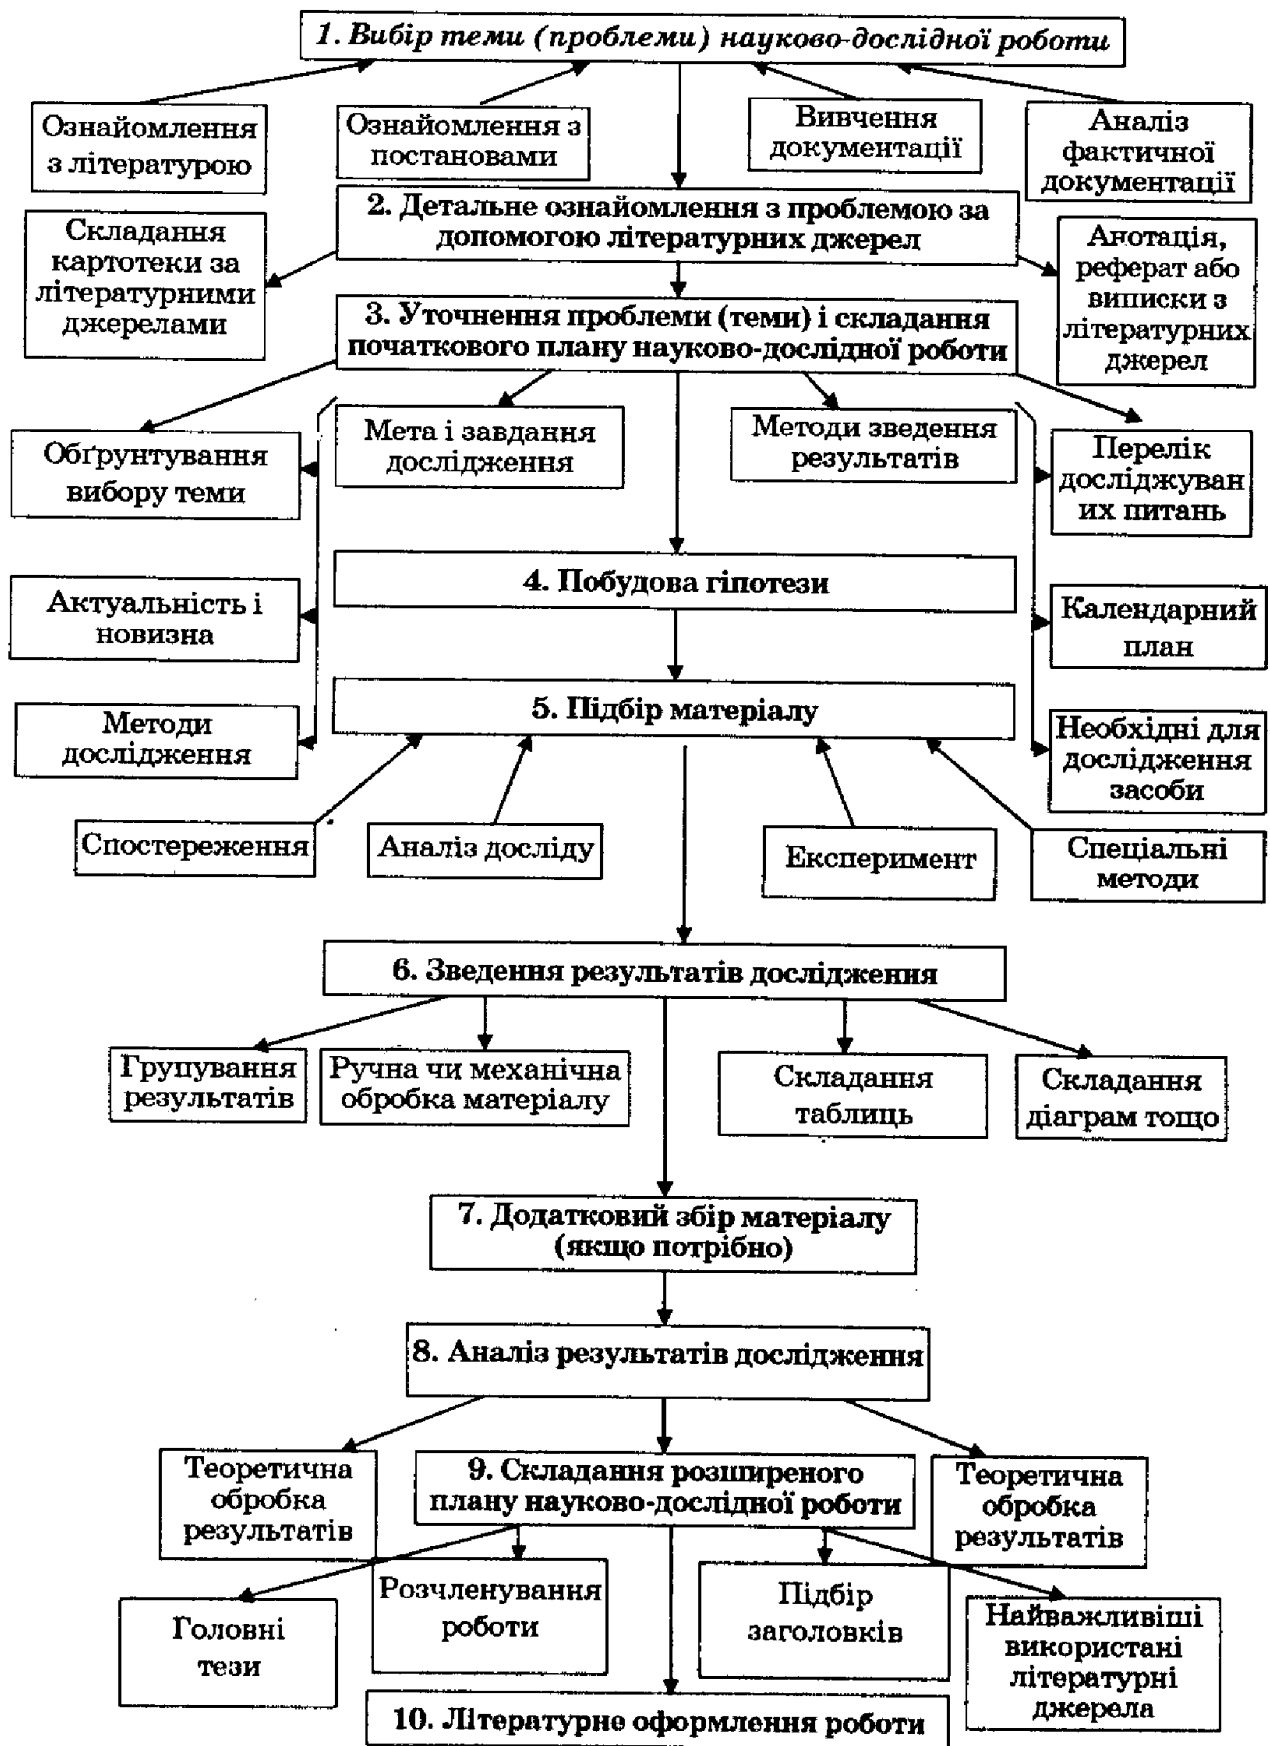 1. Вибір теми (проблеми) науково-дослідної роботи
Ознайомлення
з літературою
Ознайомлення з
постановами
Вивчення
документації
Аналіз
фактичної
документації
2. Детальне ознайомлення з проблемою за
допомогою літературних джерел
Складання
картотеки за
літературними
джерелами
Анотація,
реферат або
виписки з
літературних
джерел
3. Уточнення проблеми (теми) і складання
початкового плану науково-дослідної роботи
Обґрунтування
вибору теми
Мета і завдання
дослідження
Методи зведення
результатів
Перелік
досліджуван
их питань
4. Побудова гіпотези
Актуальність і
новизна
Календарний
план
5. Підбір матеріалу
Методи
дослідження
Необхідні для
дослідження
засоби
Спостереження
Аналіз досліду
Експеримент
Спеціальні
методи
6. Зведення результатів дослідження
Групування
результатів
Ручна чи механічна
обробка матеріалу
Складання
таблиць
Складання
діаграм тощо
7. Додатковий збір матеріалу
(якщо потрібно)
8. Аналіз результатів дослідження
Теоретична
обробка
результатів
9. Складання розширеного
плану науково-дослідної роботи
Теоретична
обробка
результатів
Головні
тези
Розчленування
роботи
Підбір
заголовків
Найважливіші
використані
літературні
джерела
10. Літературне оформлення роботи